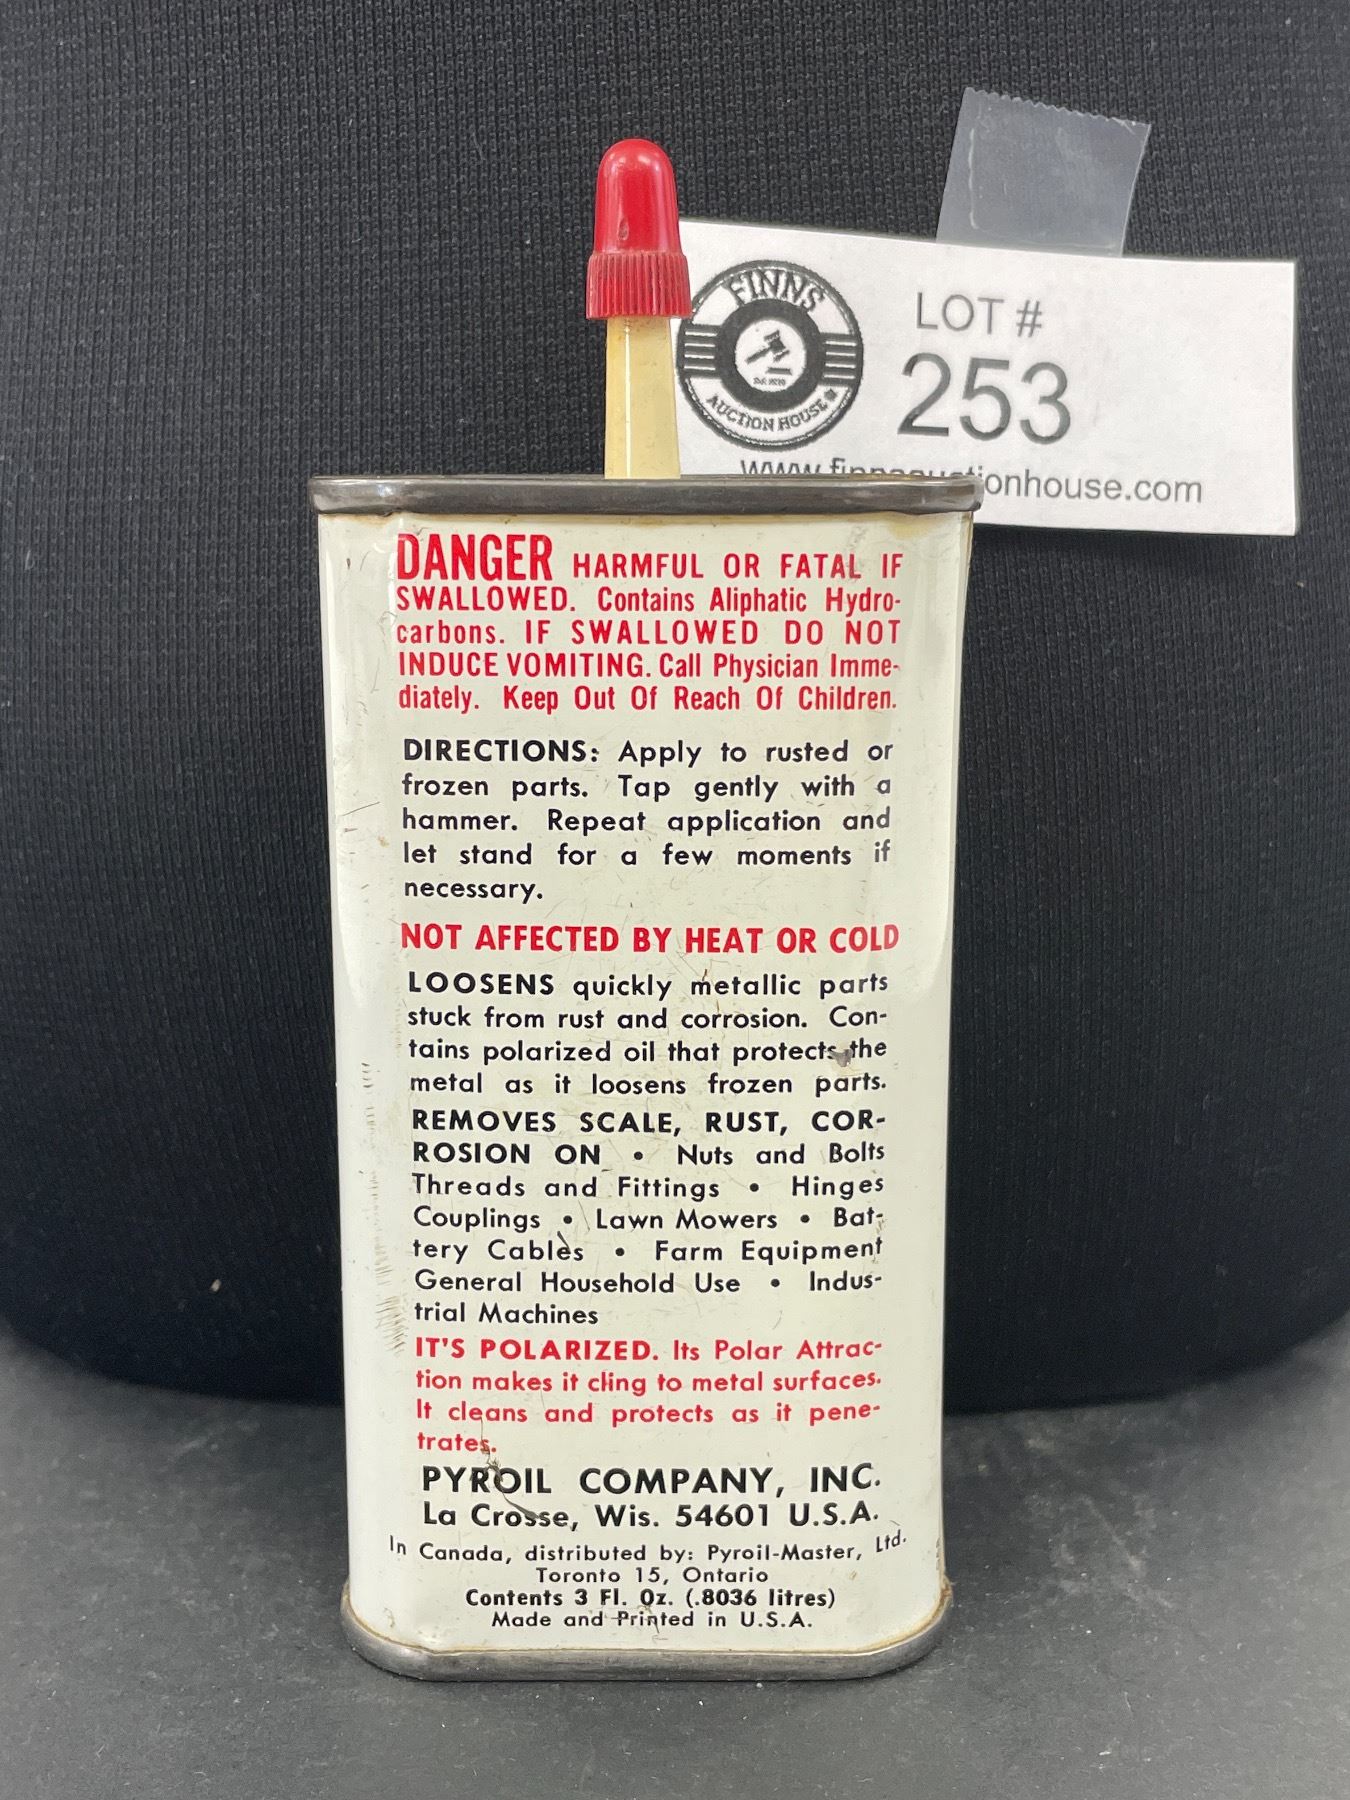 FINNS
AUCTION HOUSE
LOT #
253
DANGER HARMFUL OR FATAL IF
SWALLOWED. Contains Aliphatic Hydro-
carbons. IF SWALLOWED DO NOT
INDUCE VOMITING. Call Physician Imme-
diately. Keep Out Of Reach Of Children.
DIRECTIONS: Apply to rusted or
frozen parts. Tap gently with a
hammer. Repeat application and
let stand for a few moments if
necessary.
NOT AFFECTED BY HEAT OR COLD
LOOSENS quickly metallic parts
stuck from rust and corrosion. Con-
tains polarized oil that protects the
metal as it loosens frozen parts.
REMOVES SCALE, RUST, COR-
ROSION ON • Nuts and Bolts
Threads and Fittings • Hinges
Couplings • Lawn Mowers • Bat-
tery Cables • Farm Equipment
General Household Use • Indus-
trial Machines
IT'S POLARIZED. Its Polar Attrac-
tion makes it cling to metal surfaces.
It cleans and protects as it pene-
trates.
PYROIL COMPANY, INC.
La Crosse, Wis. 54601 U.S.A.
In Canada, distributed by: Pyroil-Master, Ltd.
Toronto 15, Ontario
Contents 3 Fl. Oz. (.8036 litres)
Made and Printed in U.S.A.